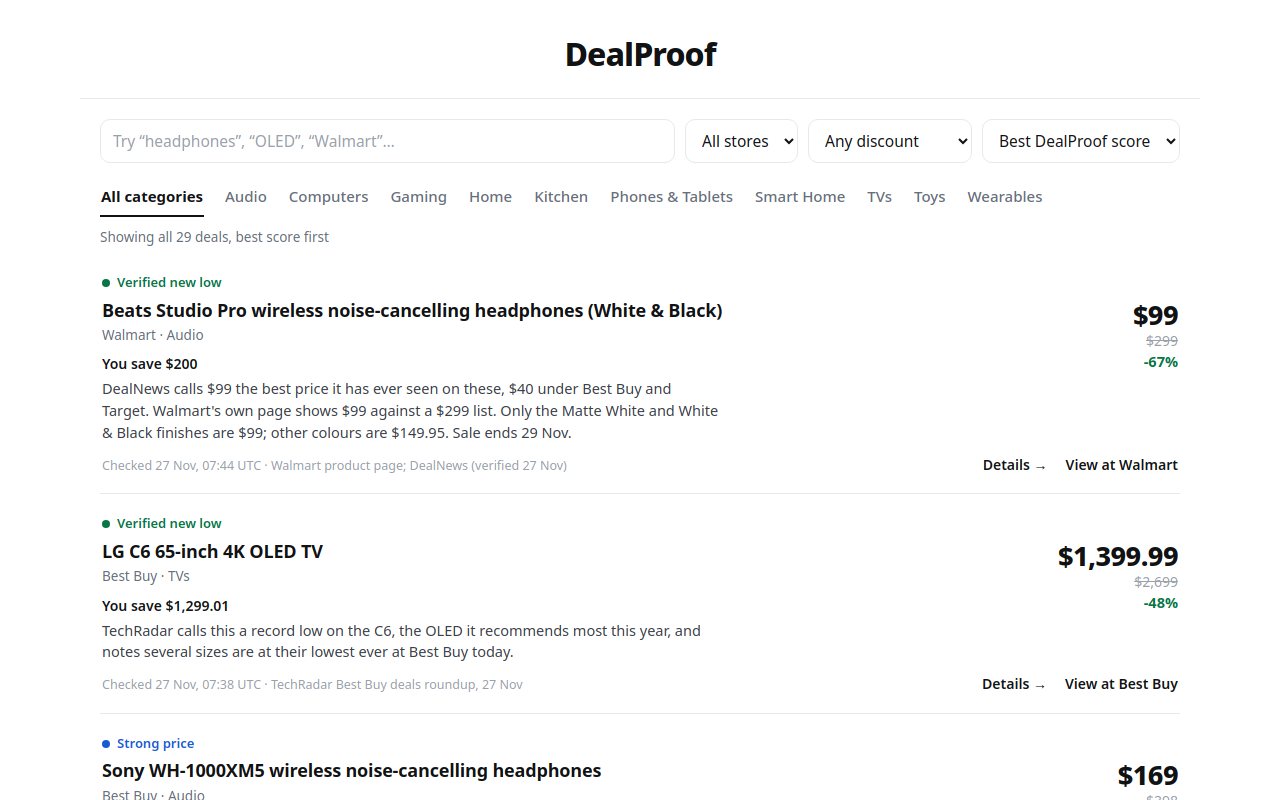 DealProof
Try “headphones”, “OLED”, “Walmart”...
All stores
Any discount
Best DealProof score
All categories
Audio
Computers
Gaming
Home
Kitchen
Phones & Tablets
Smart Home
TVs
Toys
Wearables
Showing all 29 deals, best score first
Verified new low
Beats Studio Pro wireless noise-cancelling headphones (White & Black)
Walmart · Audio
You save $200
DealNews calls $99 the best price it has ever seen on these, $40 under Best Buy and
Target. Walmart's own page shows $99 against a $299 list. Only the Matte White and White
& Black finishes are $99; other colours are $149.95. Sale ends 29 Nov.
Checked 27 Nov, 07:44 UTC · Walmart product page; DealNews (verified 27 Nov)
$99
$299
-67%
Details →
View at Walmart
Verified new low
LG C6 65-inch 4K OLED TV
Best Buy · TVs
You save $1,299.01
TechRadar calls this a record low on the C6, the OLED it recommends most this year, and
notes several sizes are at their lowest ever at Best Buy today.
Checked 27 Nov, 07:38 UTC · TechRadar Best Buy deals roundup, 27 Nov
$1,399.99
$2,699
-48%
Details →
View at Best Buy
Strong price
Sony WH-1000XM5 wireless noise-cancelling headphones
Best Buy · Audio
$169
$398